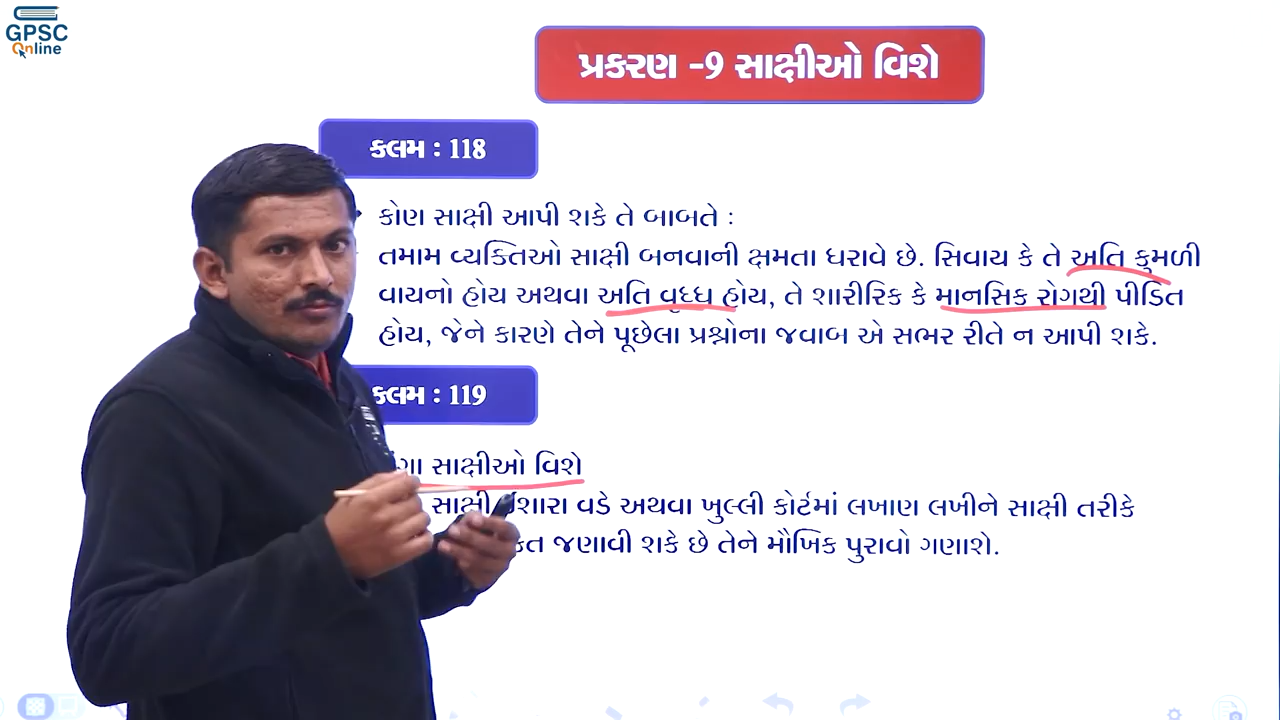 GPSC
Online
પ્રકરણ -9 સાક્ષીઓ વિશે
કલમ : 118
કોણ સાક્ષી આપી શકે તે બાબતે :
તમામ વ્યક્તિઓ સાક્ષી બનવાની ક્ષમતા ધરાવે છે. સિવાય કે તે અતિ કુમળી
વાયનો હોય અથવા અતિ વૃધ્ધ હોય, તે શારીરિક કે માનસિક રોગથી પીડિત
હોય, જેને કારણે તેને પૂછેલા પ્રશ્નોના જવાબ એ સભર રીતે ન આપી શકે.
કલમ : 119
સાક્ષીઓ વિશે
સાક્ષી ઈશારા વડે અથવા ખુલ્લી કોર્ટમાં લખાણ લખીને સાક્ષી તરીકે
જણાવી શકે છે તેને મૌખિક પુરાવો ગણાશે.